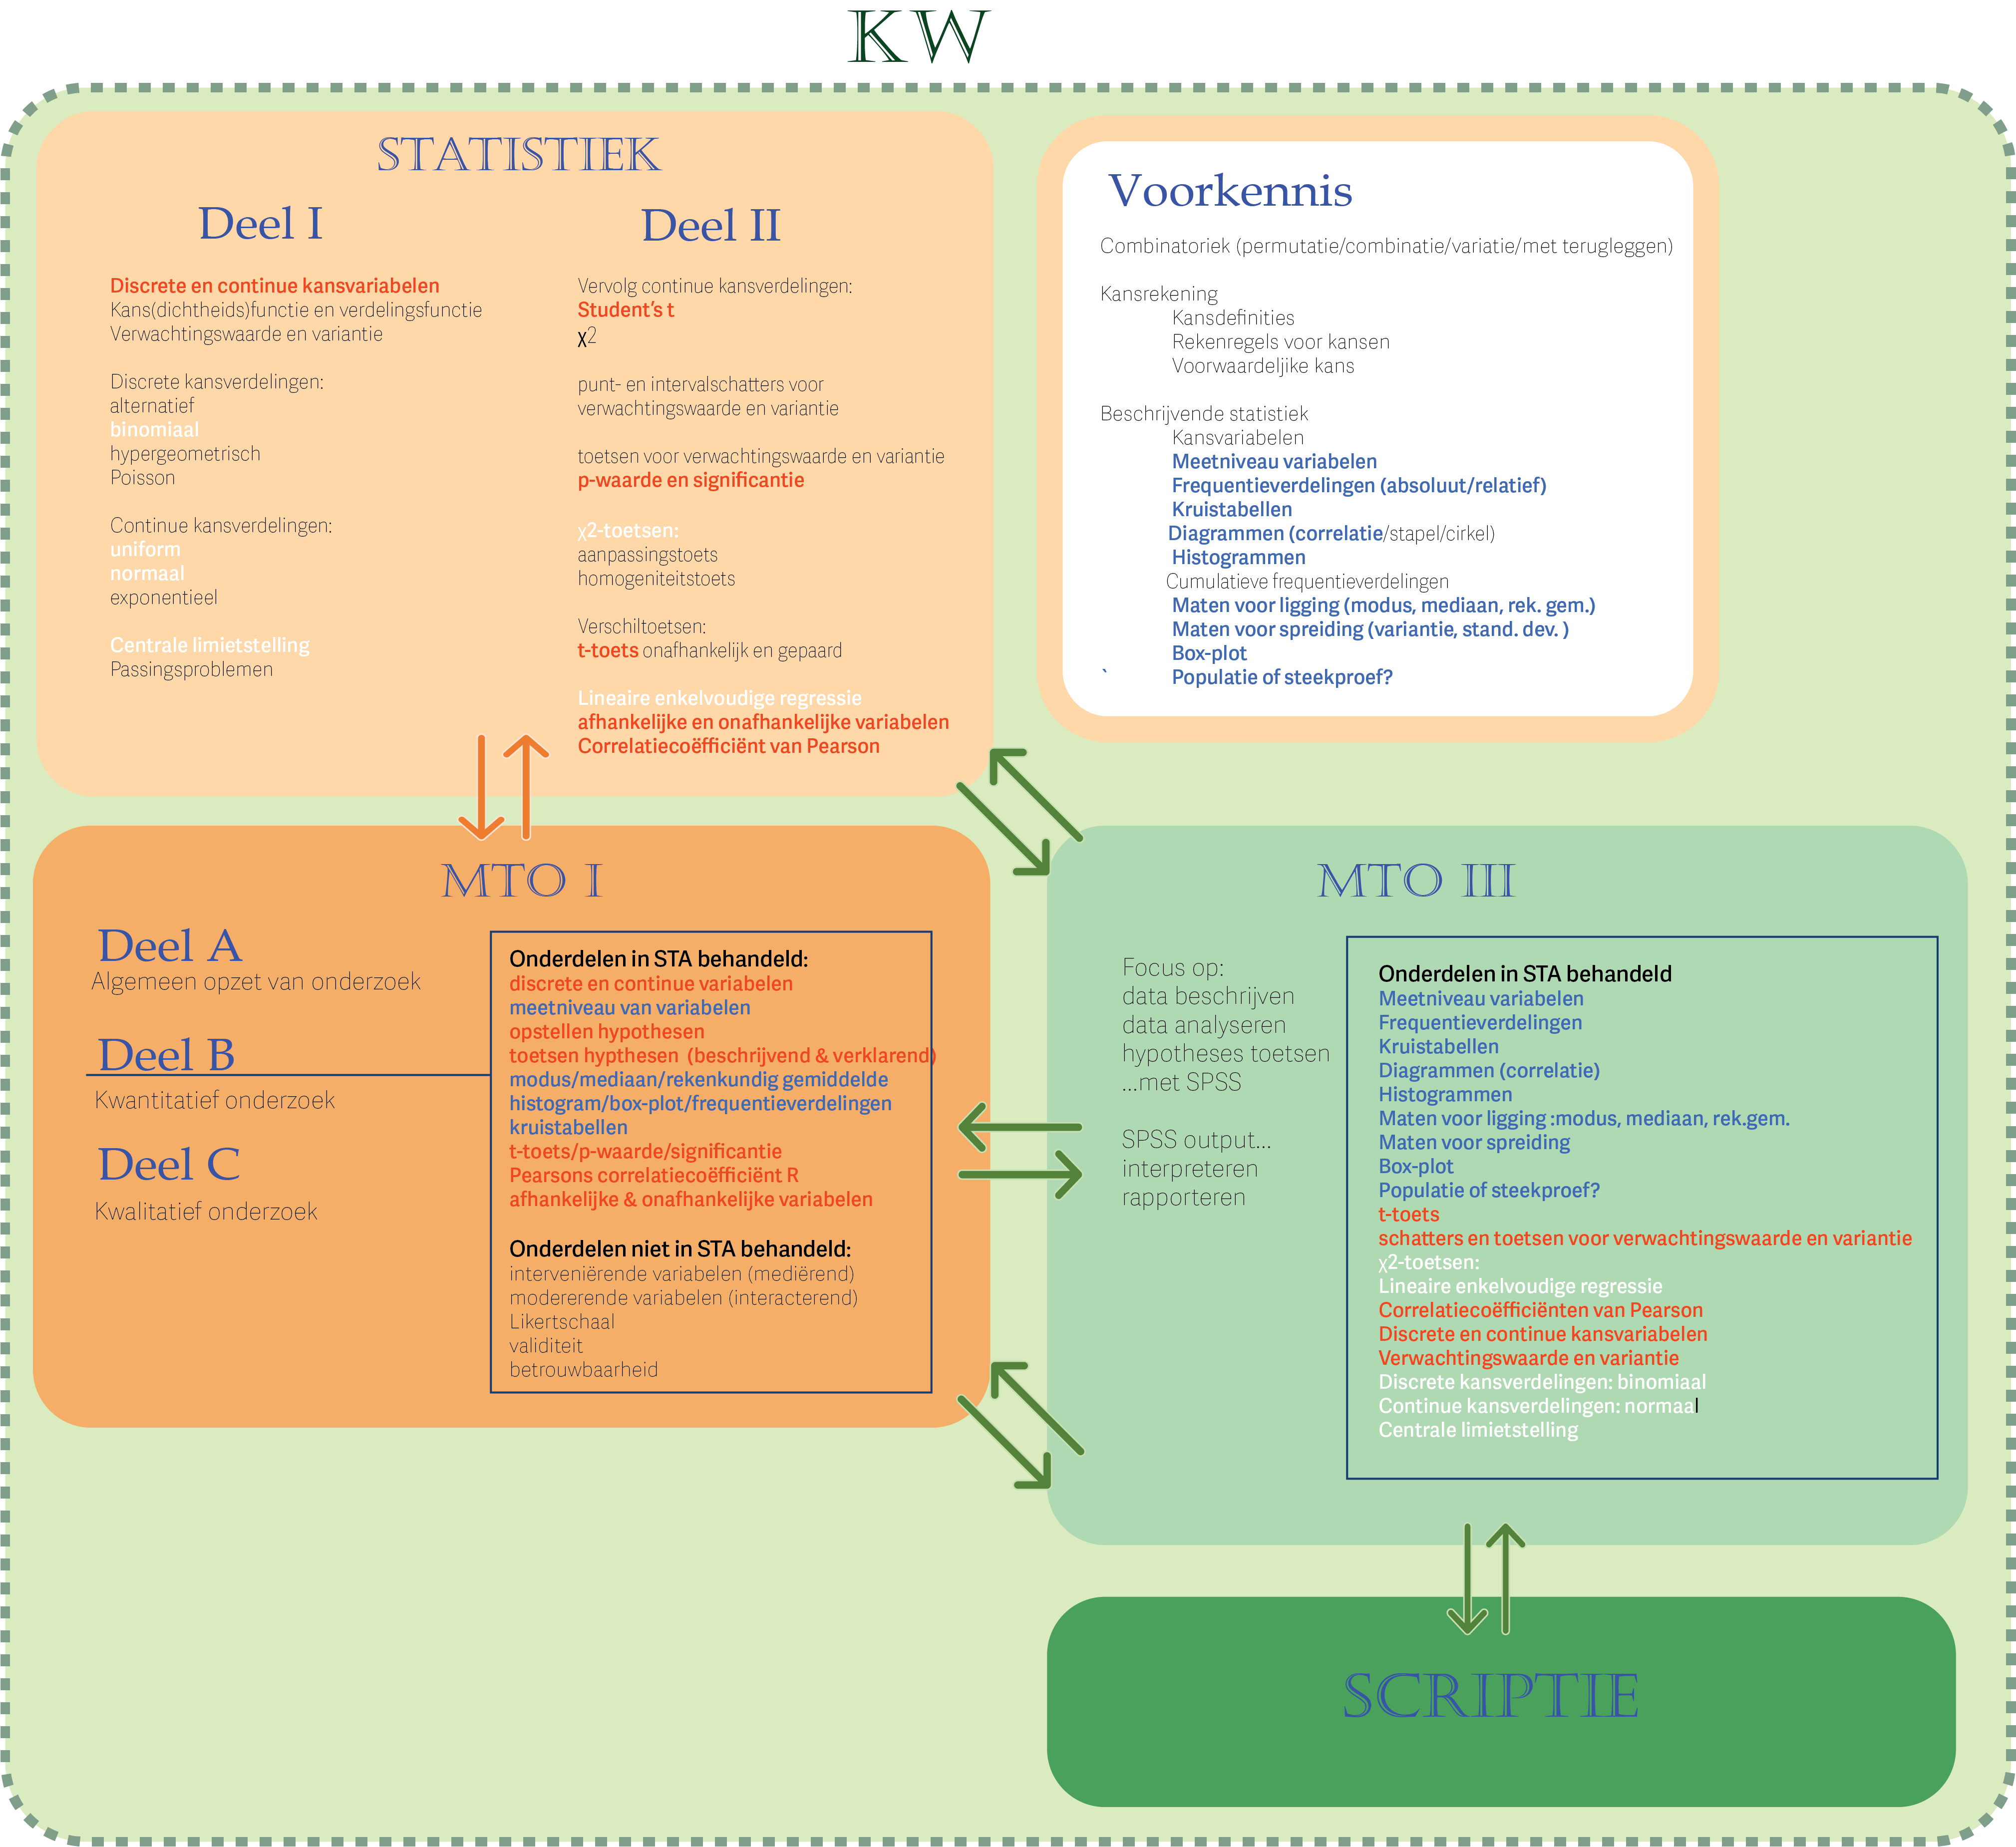 KW
STATISTIEK
Deel I
Discrete en continue kansvariabelen
Kans(dichtheids)functie en verdelingsfunctie
Verwachtingswaarde en variantie
Discrete kansverdelingen:
alternatief
binomiaal
hypergeometrisch
Poisson
Continue kansverdelingen:
uniform
normaal
exponentieel
Centrale limietstelling
Passingsproblemen
Deel II
Vervolg continue kansverdelingen:
Student’s t
χ2
punt- en intervalschatters voor
verwachtingswaarde en variantie
toetsen voor verwachtingswaarde en variantie
p-waarde en significantie
χ2-toetsen:
aanpassingstoets
homogeniteitstoets
Verschiltoetsen:
t-toets onafhankelijk en gepaard
Lineaire enkelvoudige regressie
afhankelijke en onafhankelijke variabelen
Correlatiecoëfficiënt van Pearson
Voorkennis
Combinatoriek (permutatie/combinatie/variatie/met terugleggen)
Kansrekening
Kansdefinities
Rekenregels voor kansen
Voorwaardeljike kans
Beschrijvende statistiek
Kansvariabelen
Meetniveau variabelen
Frequentieverdelingen (absoluut/relatief)
Kruistabellen
Diagrammen (correlatie/stapel/cirkel)
Histogrammen
Cumulatieve frequentieverdelingen
Maten voor ligging (modus, mediaan, rek. gem.)
Maten voor spreiding (variantie, stand. dev. )
Box-plot
` Populatie of steekproef?
MTO I
Deel A
Algemeen opzet van onderzoek
Deel B
Kwantitatief onderzoek
Deel C
Kwalitatief onderzoek
Onderdelen in STA behandeld:
discrete en continue variabelen
meetniveau van variabelen
opstellen hypothesen
toetsen hypthesen (beschrijvend & verklarend)
modus/mediaan/rekenkundig gemiddelde
histogram/box-plot/frequentieverdelingen
kruistabellen
t-toets/p-waarde/significantie
Pearsons correlatiecoëfficiënt R
afhankelijke & onafhankelijke variabelen
Onderdelen niet in STA behandeld:
interveniërende variabelen (mediërend)
modererende variabelen (interacterend)
Likertschaal
validiteit
betrouwbaarheid
MTO III
Focus op:
data beschrijven
data analyseren
hypotheses toetsen
...met SPSS
SPSS output...
interpreteren
rapporteren
Onderdelen in STA behandeld
Meetniveau variabelen
Frequentieverdelingen
Kruistabellen
Diagrammen (correlatie)
Histogrammen
Maten voor ligging :modus, mediaan, rek.gem.
Maten voor spreiding
Box-plot
Populatie of steekproef?
t-toets
schatters en toetsen voor verwachtingswaarde en variantie
χ2-toetsen:
Lineaire enkelvoudige regressie
Correlatiecoëfficiënten van Pearson
Discrete en continue kansvariabelen
Verwachtingswaarde en variantie
Discrete kansverdelingen: binomiaal
Continue kansverdelingen: normaal
Centrale limietstelling
SCRIPTIE